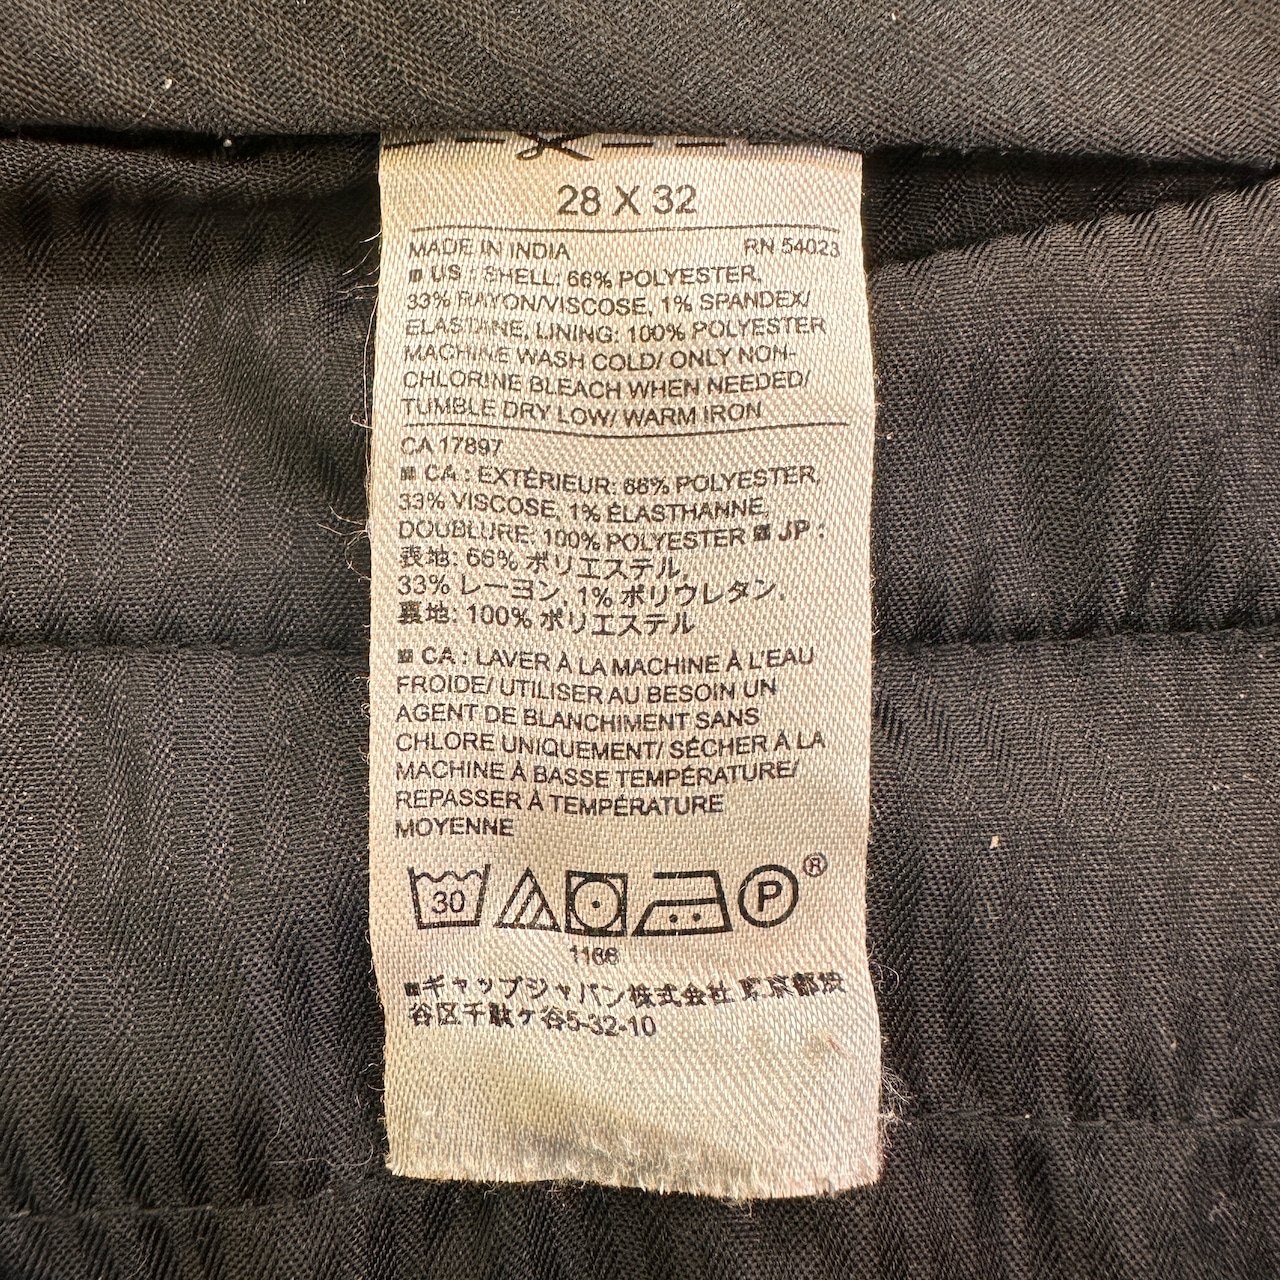 28 X 32
MADE IN INDIA RN 54023
■ US : SHELL: 66% POLYESTER,
33% RAYON/VISCOSE, 1% SPANDEX/
ELASTANE, LINING: 100% POLYESTER
MACHINE WASH COLD/ ONLY NON-
CHLORINE BLEACH WHEN NEEDED/
TUMBLE DRY LOW/ WARM IRON
CA 17897
■ CA : EXTÉRIEUR: 66% POLYESTER,
33% VISCOSE, 1% ÉLASTHANNE,
DOUBLURE: 100% POLYESTER ■ JP :
表地: 66% ポリエステル,
33% レーヨン, 1% ポリウレタン,
裏地: 100% ポリエステル
■ CA : LAVER À LA MACHINE À L'EAU
FROIDE/ UTILISER AU BESOIN UN
AGENT DE BLANCHIMENT SANS
CHLORE UNIQUEMENT/ SÉCHER À LA
MACHINE À BASSE TEMPÉRATURE/
REPASSER À TEMPÉRATURE
MOYENNE
30 P ®
1166
■ギャップジャパン株式会社 東京都渋
谷区千駄ヶ谷5-32-10